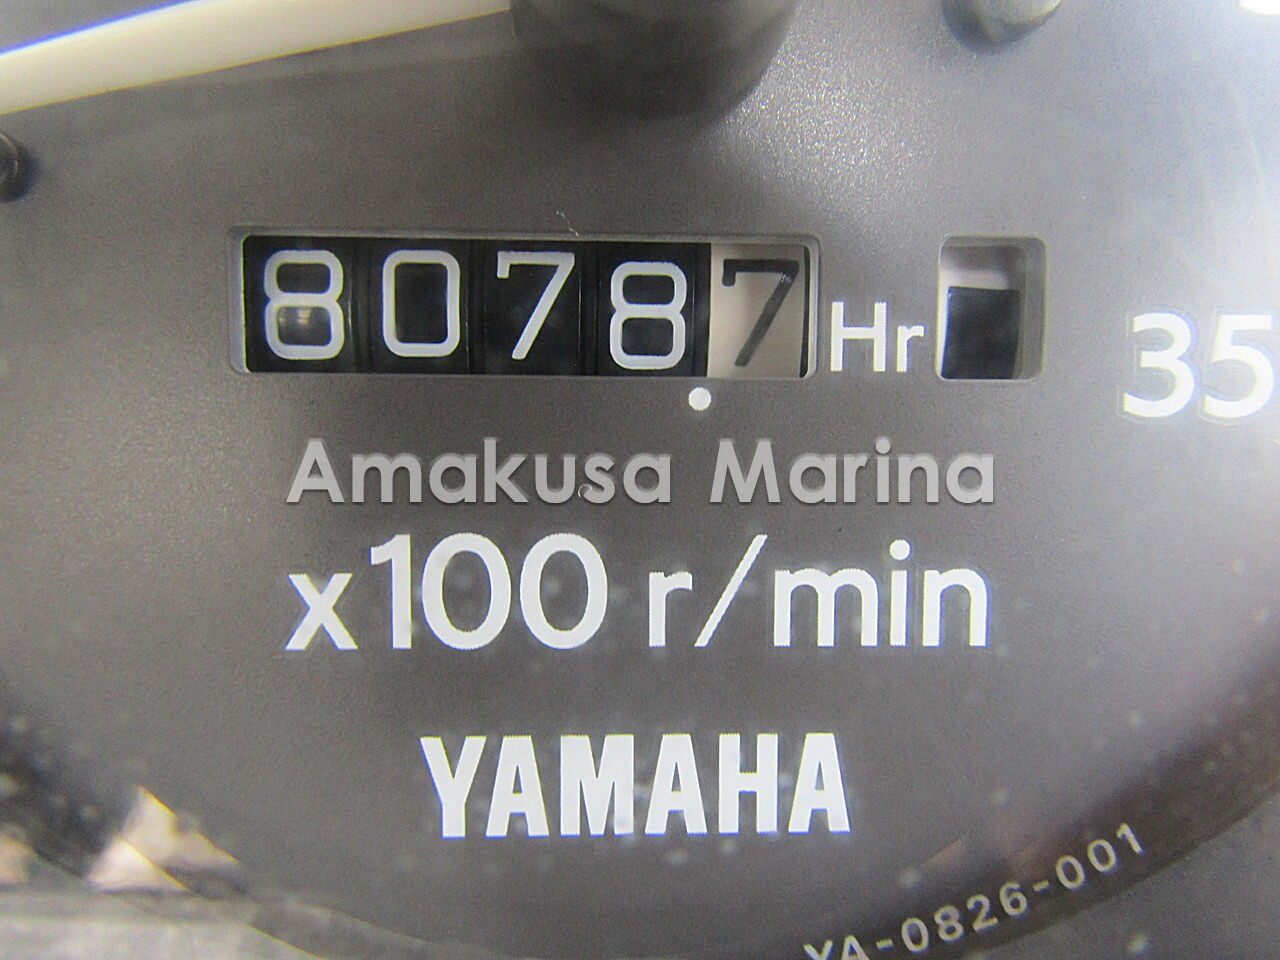 80787 Hr
35
Amakusa Marina
x100 r/min
YAMAHA
YA-0826-001